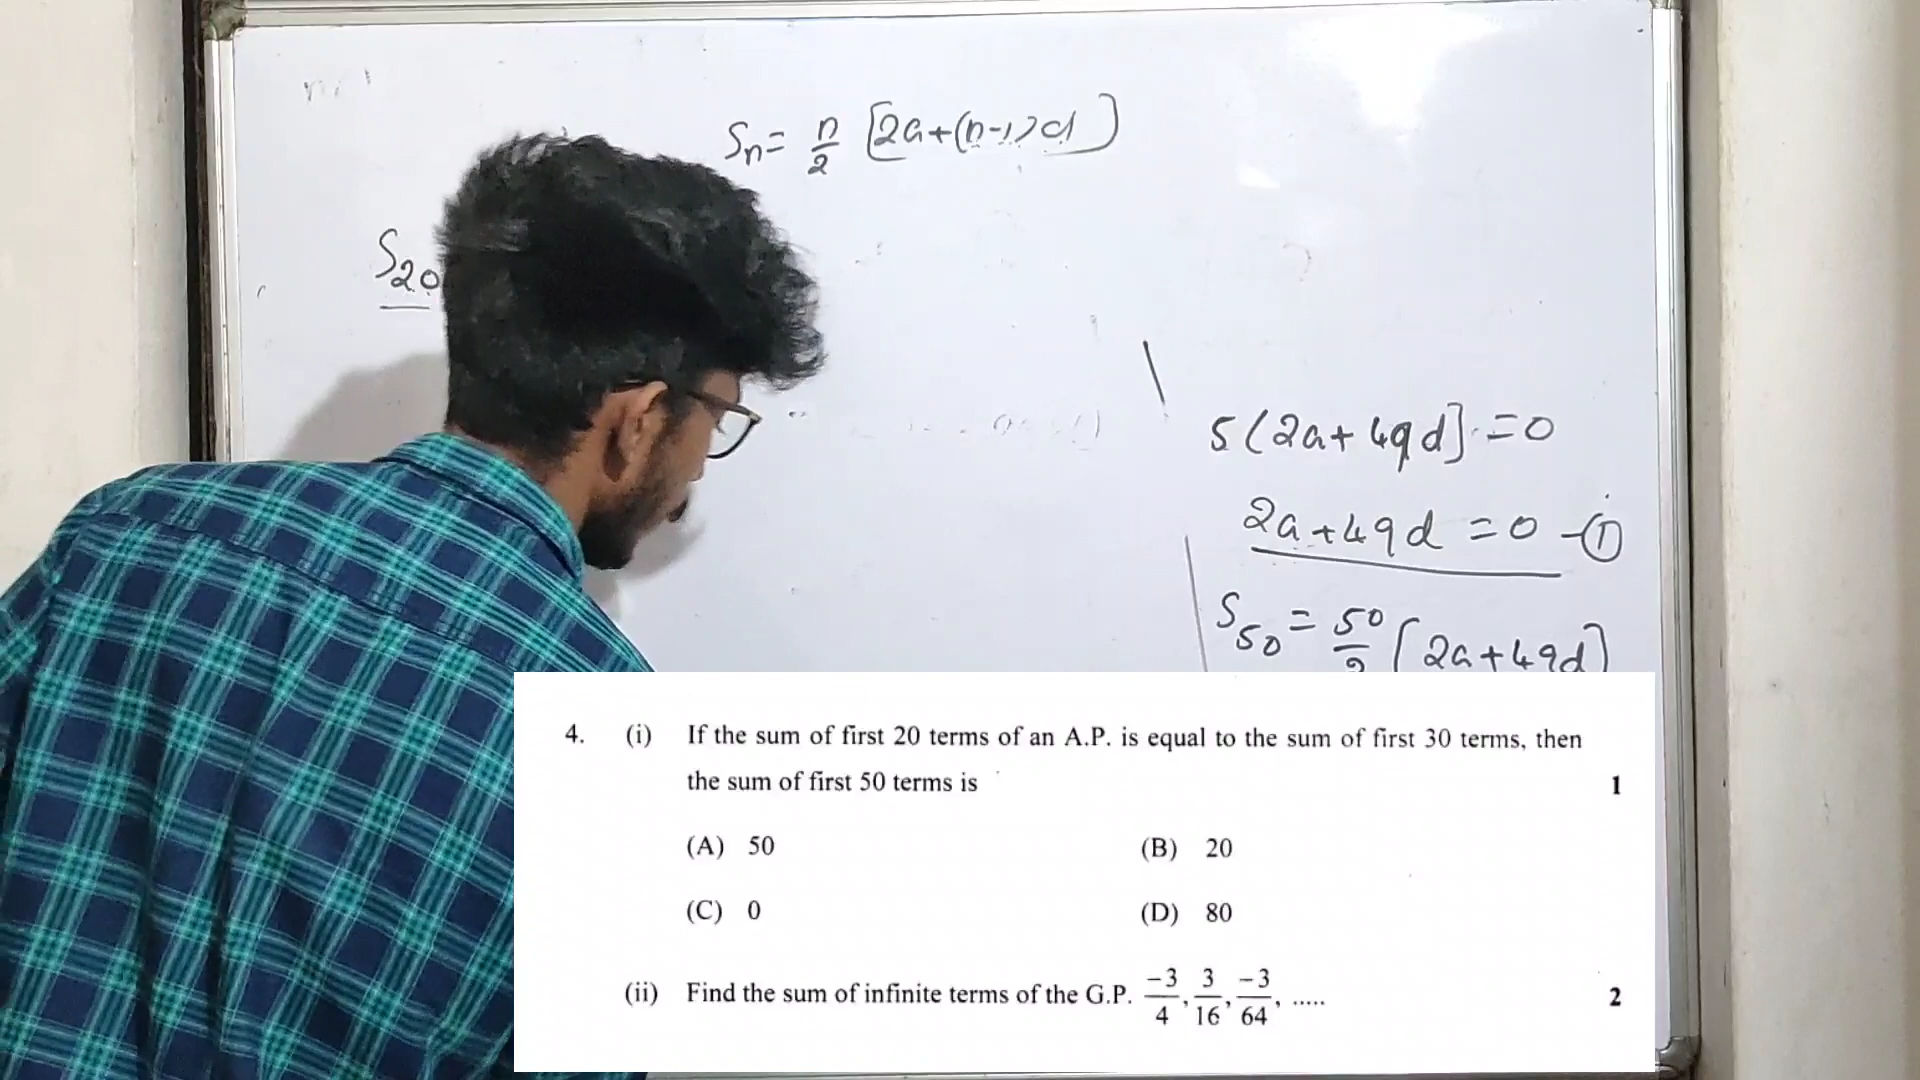 Sn = n/2 [2a+(n-1)d]
S20
5(2a+49d] = 0
2a+49d = 0 -①
S50 = 50/2 [2a+49d]
4. (i) If the sum of first 20 terms of an A.P. is equal to the sum of first 30 terms, then
the sum of first 50 terms is 1
(A) 50 (B) 20
(C) 0 (D) 80
(ii) Find the sum of infinite terms of the G.P. -3/4, 3/16, -3/64, ..... 2